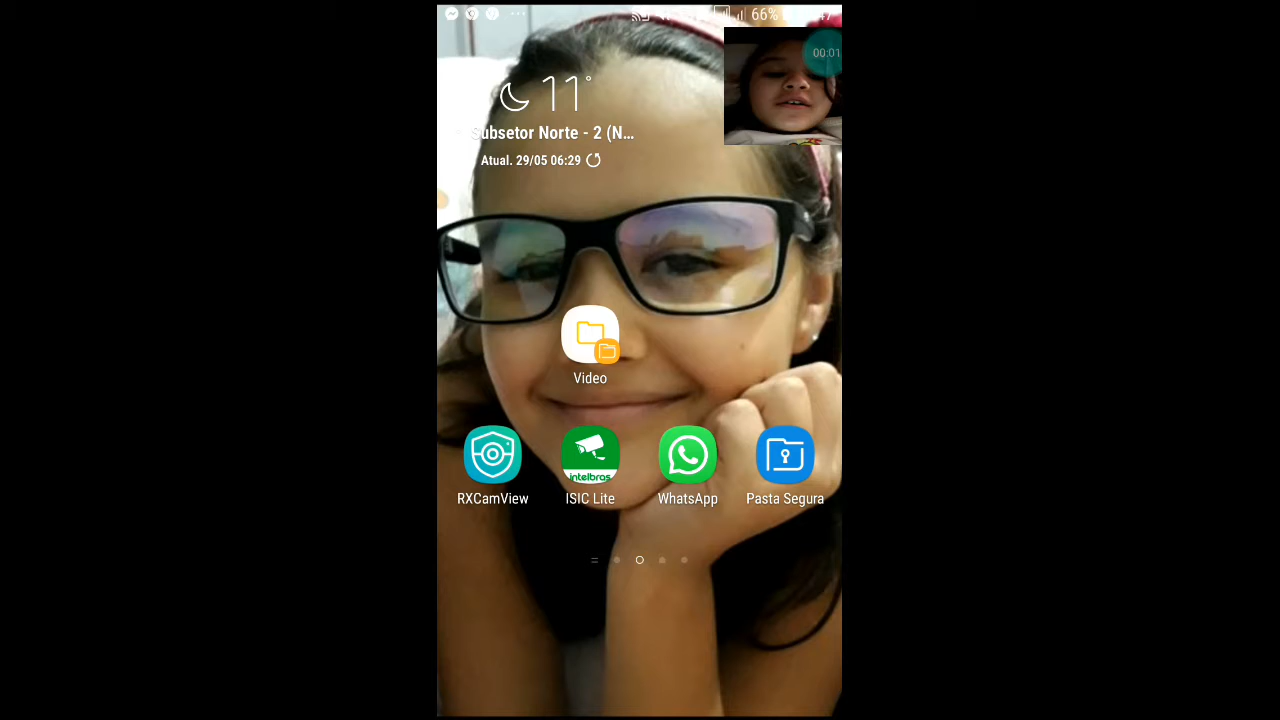 66%
00:01
11°
Subsetor Norte - 2 (N...
Atual. 29/05 06:29
Video
intelbras
RXCamView
ISIC Lite
WhatsApp
Pasta Segura